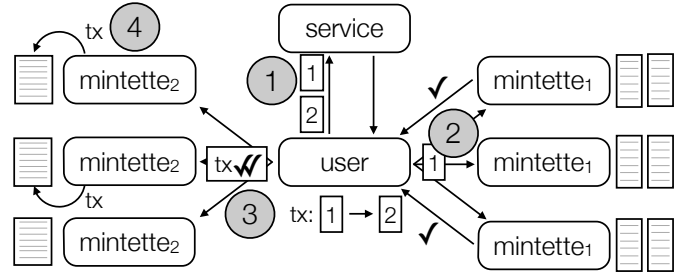 tx 4
service
mintette₂
1
1
2
mintette₁
✓
2
mintette₂
tx✓✓
user
1
mintette₁
tx
3
tx: 1 → 2
✓
mintette₂
mintette₁